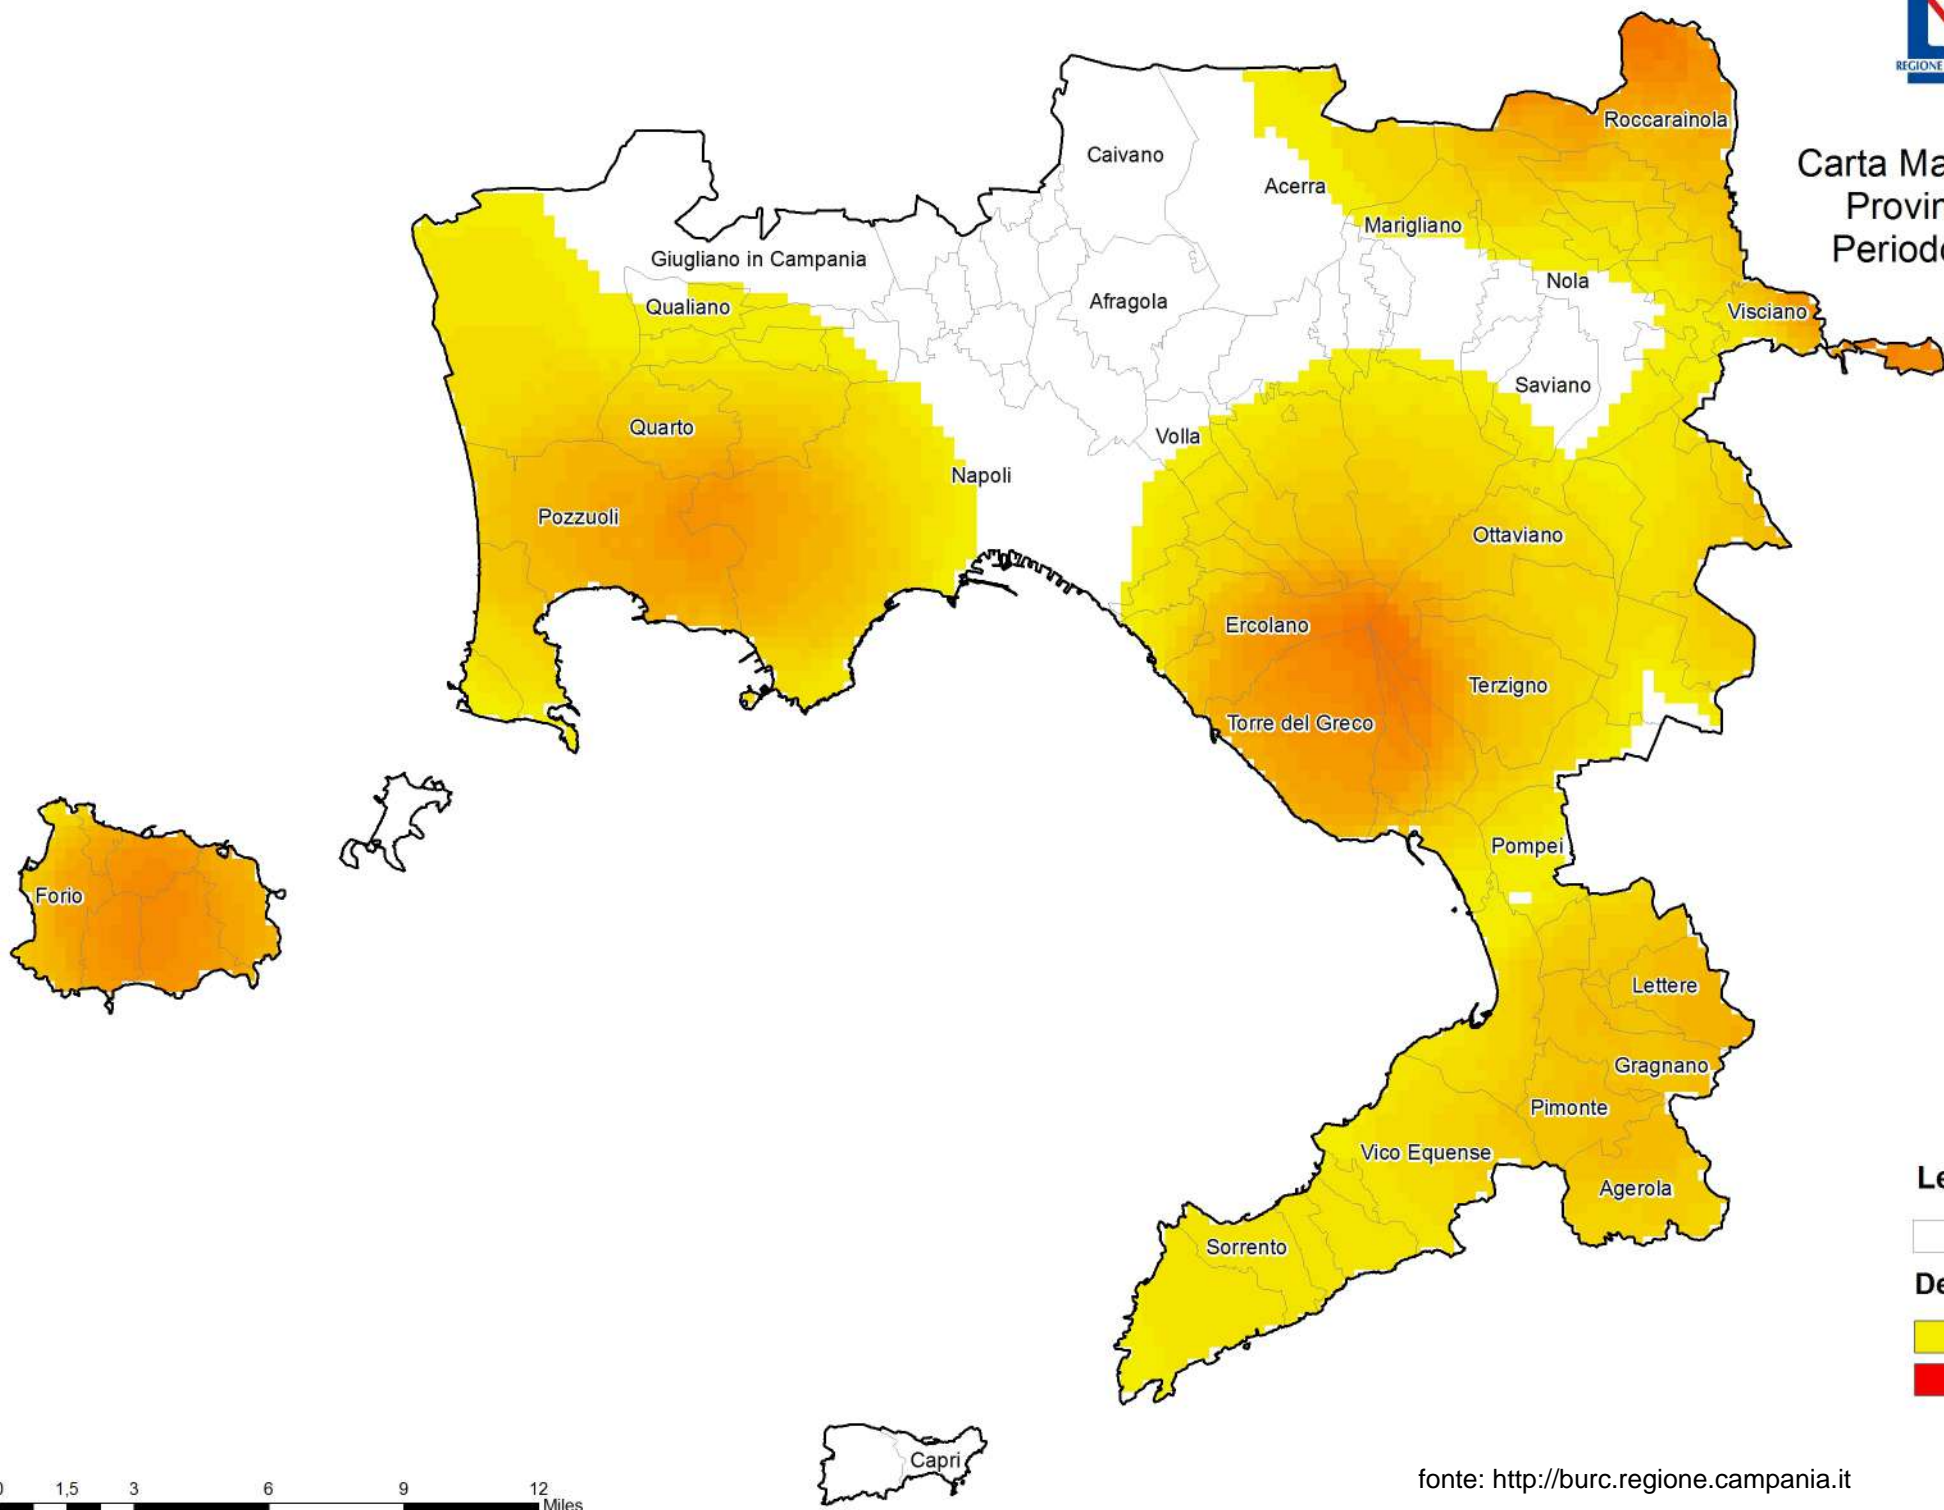 REGIONE
Roccarainola
Carta Ma
Provin
Periodo
Caivano
Acerra
Marigliano
Giugliano in Campania
Nola
Qualiano
Afragola
Visciano
Saviano
Quarto
Volla
Napoli
Pozzuoli
Ottaviano
Ercolano
Terzigno
Torre del Greco
Pompei
Forio
Lettere
Gragnano
Pimonte
Vico Equense
Agerola
Le
Sorrento
De
Capri
fonte: http://burc.regione.campania.it
0 1,5 3 6 9 12
Miles